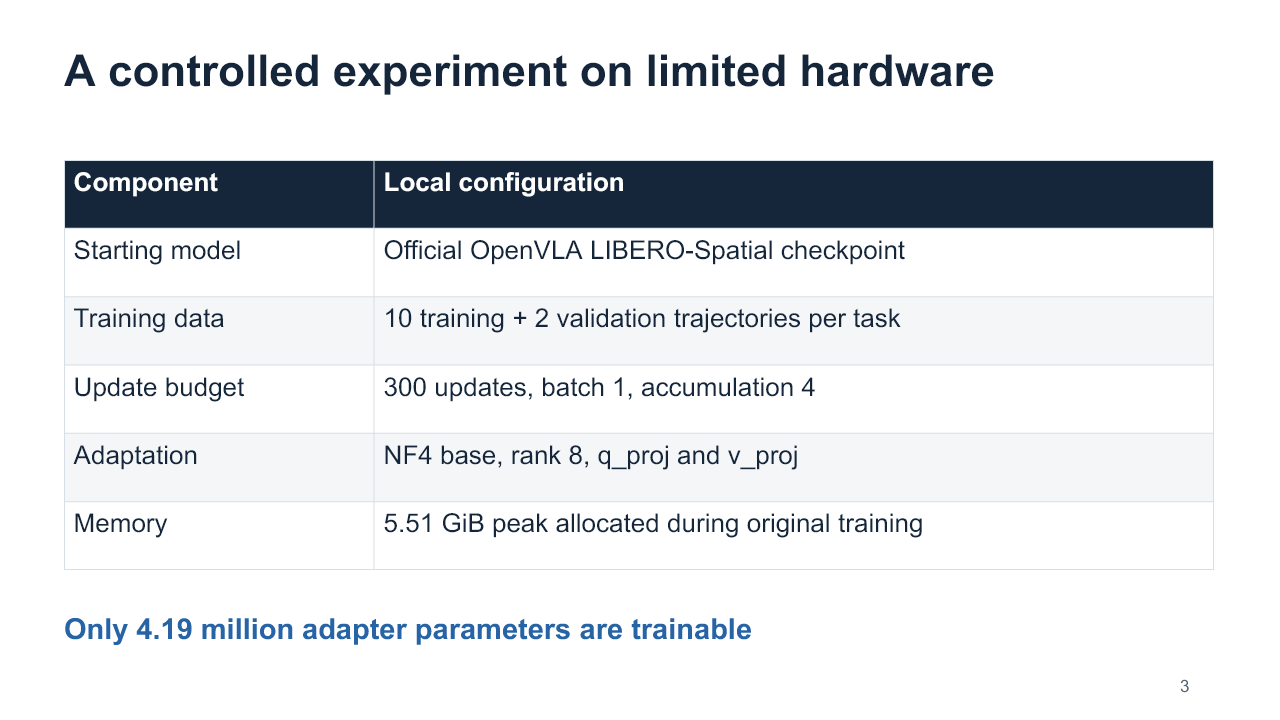 A controlled experiment on limited hardware
Component
Local configuration
Starting model
Official OpenVLA LIBERO-Spatial checkpoint
Training data
10 training + 2 validation trajectories per task
Update budget
300 updates, batch 1, accumulation 4
Adaptation
NF4 base, rank 8, q_proj and v_proj
Memory
5.51 GiB peak allocated during original training
Only 4.19 million adapter parameters are trainable
3